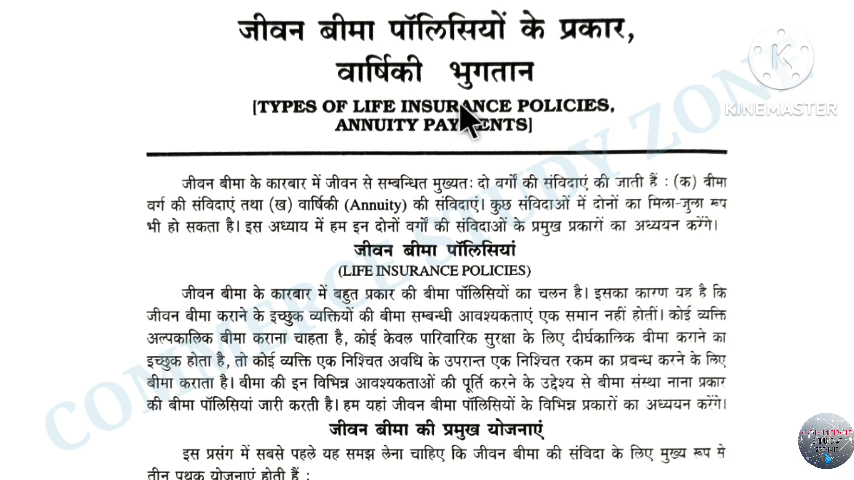 जीवन बीमा पॉलिसियों के प्रकार,
वार्षिकी भुगतान
[TYPES OF LIFE INSURANCE POLICIES,
ANNUITY PAYMENTS]
KINEMASTER
जीवन बीमा के कारबार में जीवन से सम्बन्धित मुख्यतः दो वर्गों की संविदाएं की जाती हैं : (क) बीमा
वर्ग की संविदाएं तथा (ख) वार्षिकी (Annuity) की संविदाएं। कुछ संविदाओं में दोनों का मिला-जुला रूप
भी हो सकता है। इस अध्याय में हम इन दोनों वर्गों की संविदाओं के प्रमुख प्रकारों का अध्ययन करेंगे।
जीवन बीमा पॉलिसियां
(LIFE INSURANCE POLICIES)
जीवन बीमा के कारबार में बहुत प्रकार की बीमा पॉलिसियों का चलन है। इसका कारण यह है कि
जीवन बीमा कराने के इच्छुक व्यक्तियों की बीमा सम्बन्धी आवश्यकताएं एक समान नहीं होतीं। कोई व्यक्ति
अल्पकालिक बीमा कराना चाहता है, कोई केवल पारिवारिक सुरक्षा के लिए दीर्घकालिक बीमा कराने का
इच्छुक होता है, तो कोई व्यक्ति एक निश्चित अवधि के उपरान्त एक निश्चित रकम का प्रबन्ध करने के लिए
बीमा कराता है। बीमा की इन विभिन्न आवश्यकताओं की पूर्ति करने के उद्देश्य से बीमा संस्था नाना प्रकार
की बीमा पॉलिसियां जारी करती है। हम यहां जीवन बीमा पॉलिसियों के विभिन्न प्रकारों का अध्ययन करेंगे।
जीवन बीमा की प्रमुख योजनाएं
इस प्रसंग में सबसे पहले यह समझ लेना चाहिए कि जीवन बीमा की संविदा के लिए मुख्य रूप से
तीन पृथक योजनाएं होती हैं :
COMMERCE STUDY ZONE